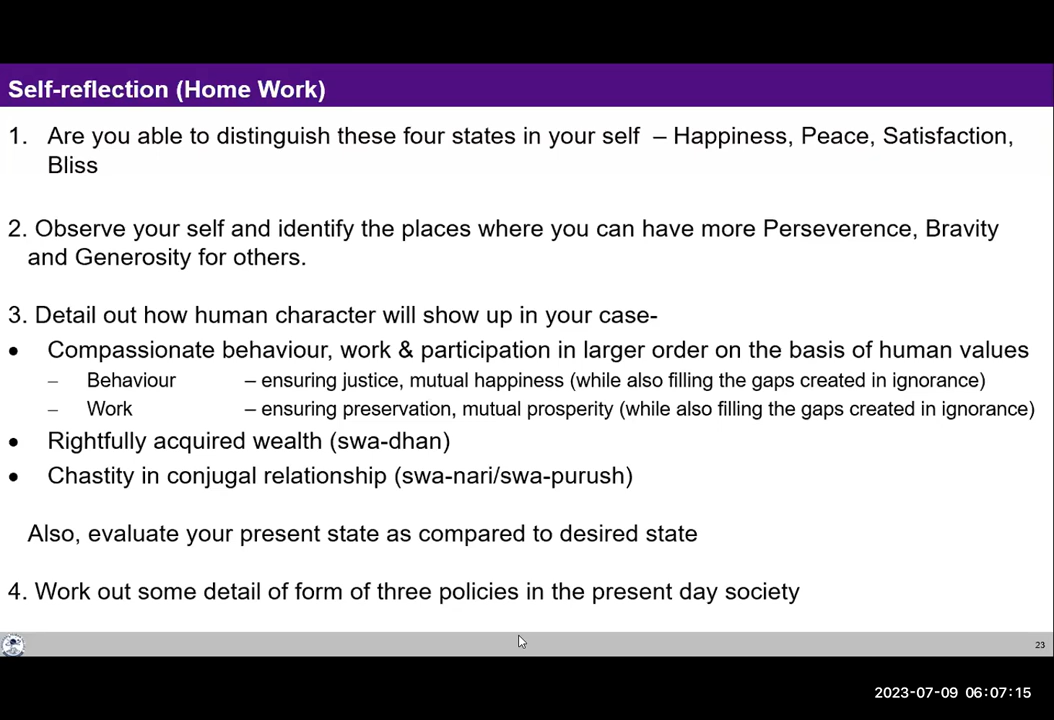 Self-reflection (Home Work)
1. Are you able to distinguish these four states in your self – Happiness, Peace, Satisfaction,
Bliss
2. Observe your self and identify the places where you can have more Perseverence, Bravity
and Generosity for others.
3. Detail out how human character will show up in your case-
• Compassionate behaviour, work & participation in larger order on the basis of human values
– Behaviour – ensuring justice, mutual happiness (while also filling the gaps created in ignorance)
– Work – ensuring preservation, mutual prosperity (while also filling the gaps created in ignorance)
• Rightfully acquired wealth (swa-dhan)
• Chastity in conjugal relationship (swa-nari/swa-purush)
Also, evaluate your present state as compared to desired state
4. Work out some detail of form of three policies in the present day society
23
2023-07-09 06:07:15